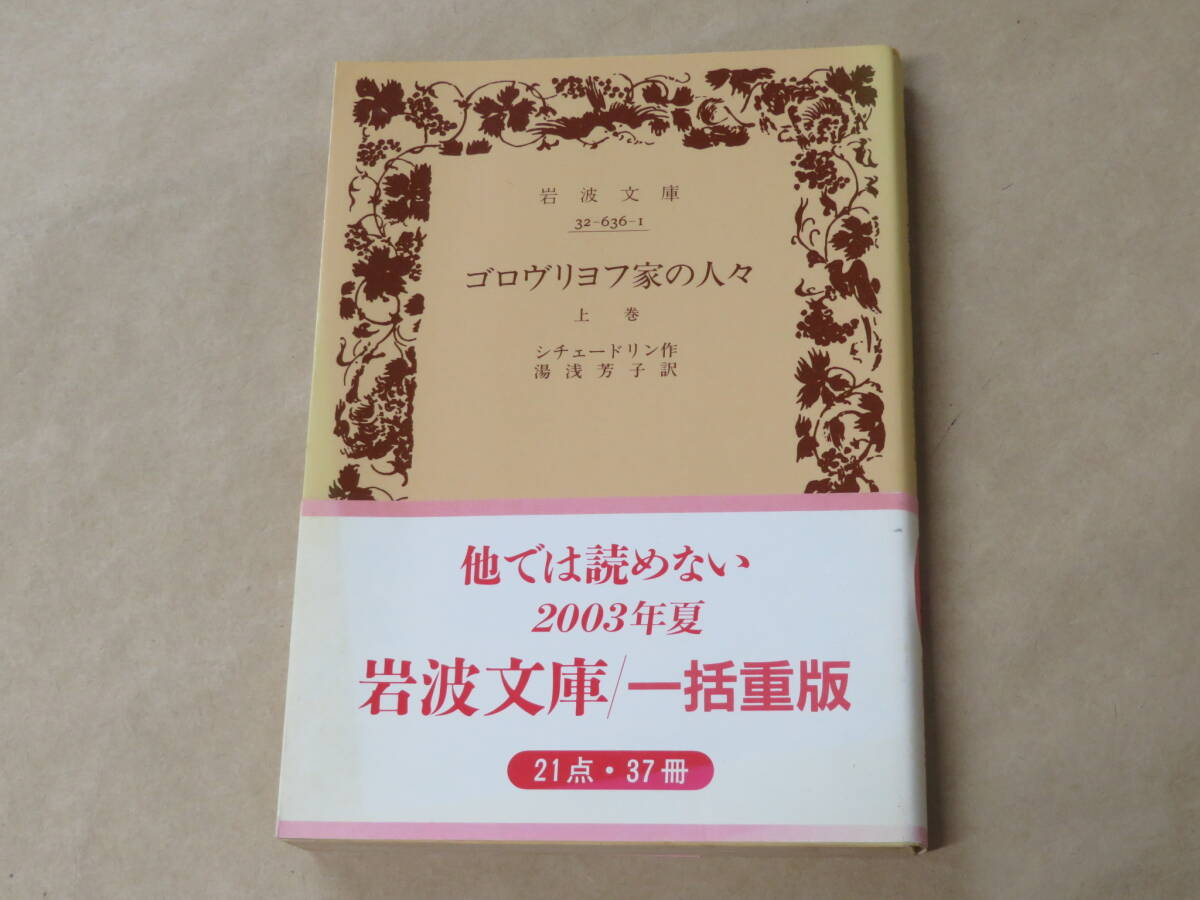 岩波文庫
32-636-1
ゴロヴリヨフ家の人々
上巻
シチェードリン作
湯浅芳子訳
他では読めない
2003年夏
岩波文庫/一括重版
21点・37冊